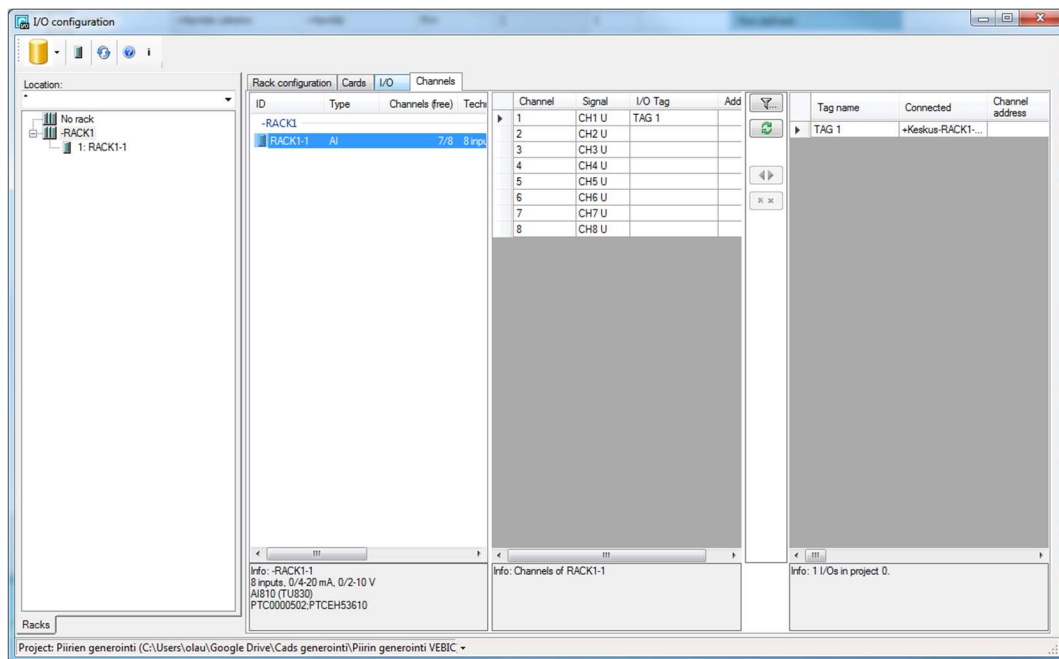 I/O configuration
Location:
*
No rack
-RACK1
1: RACK1-1
Racks
Rack configuration Cards I/O Channels
ID Type Channels (free) Techn
-RACK1
RACK1-1 AI 7/8 8 inpu
Info: -RACK1-1
8 inputs, 0/4-20 mA, 0/2-10 V
AI810 (TU830)
PTC0000502;PTCEH53610
Channel Signal I/O Tag Add
1 CH1 U TAG 1
2 CH2 U
3 CH3 U
4 CH4 U
5 CH5 U
6 CH6 U
7 CH7 U
8 CH8 U
Info: Channels of RACK1-1
Tag name Connected Channel address
TAG 1 +Keskus-RACK1-...
Info: 1 I/Os in project 0.
Project: Piirien generointi (C:\Users\olau\Google Drive\Cads generointi\Piirin generointi VEBIC